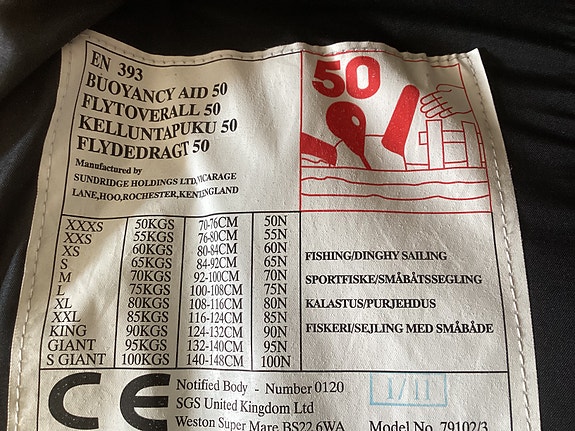 EN 393
BUOYANCY AID 50
FLYTOVERALL 50
KELLUNTAPUKU 50
FLYDEDRAGT 50
Manufactured by
SUNDRIDGE HOLDINGS LTD, VICARAGE
LANE, HOO, ROCHESTER, KENT ENGLAND
50
XXXS 50KGS 70-76CM 50N
XXS 55KGS 76-80CM 55N
XS 60KGS 80-84CM 60N
S 65KGS 84-92CM 65N
M 70KGS 92-100CM 70N
L 75KGS 100-108CM 75N
XL 80KGS 108-116CM 80N
XXL 85KGS 116-124CM 85N
KING 90KGS 124-132CM 90N
GIANT 95KGS 132-140CM 95N
S GIANT 100KGS 140-148CM 100N
FISHING/DINGHY SAILING
SPORTFISKE/SMÅBÅTSSEGLING
KALASTUS/PURJEHDUS
FISKERI/SEJLING MED SMÅBÅDE
CE
Notified Body - Number 0120
SGS United Kingdom Ltd
Weston Super Mare BS22 6WA
1/11
Model No 79102/3